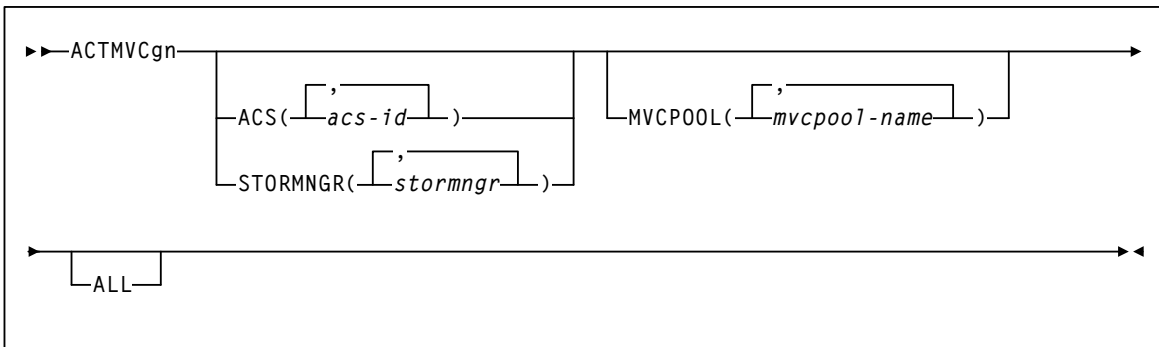 ACTMVCgn
,
ACS(acs-id)
,
MVCPOOL(mvcpool-name)
,
STORMNGR(stormngr)
ALL